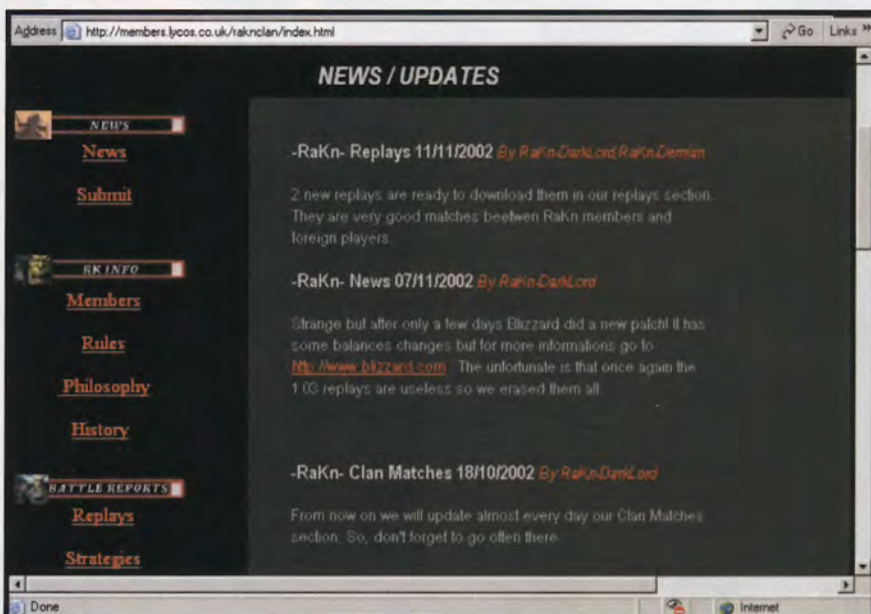 Address http://members.lycos.co.uk/raknclan/index.html Go Links »
NEWS / UPDATES
NEWS
News
Submit
RK INFO
Members
Rules
Philosophy
History
BATTLE REPORTS
Replays
Strategies
-RaKn- Replays 11/11/2002 By RaKn-DarkLord,RaKn-Demian
2 new replays are ready to download them in our replays section.
They are very good matches beetwen RaKn members and
foreign players.
-RaKn- News 07/11/2002 By RaKn-DarkLord
Strange but after only a few days Blizzard did a new patch! It has
some balances changes but for more informations go to
http://www.blizzard.com . The unfortunate is that once again the
1.03 replays are useless so we erased them all.
-RaKn- Clan Matches 18/10/2002 By RaKn-DarkLord
From now on we will update almost every day our Clan Matches
section. So, don't forget to go often there.
Done Internet